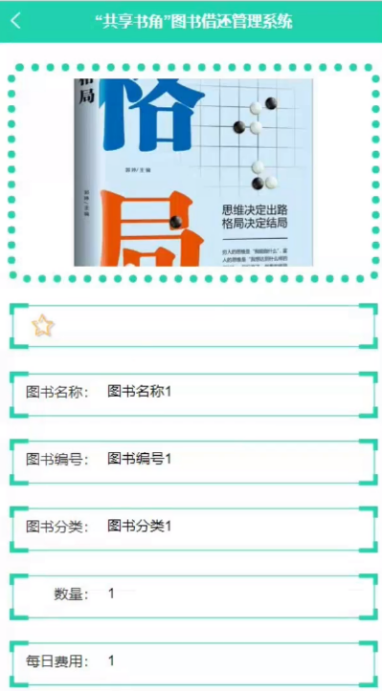 “共享书角”图书借还管理系统
格局
格
局
思维决定出路
格局决定结局
图书名称： 图书名称1
图书编号： 图书编号1
图书分类： 图书分类1
数量： 1
每日费用： 1